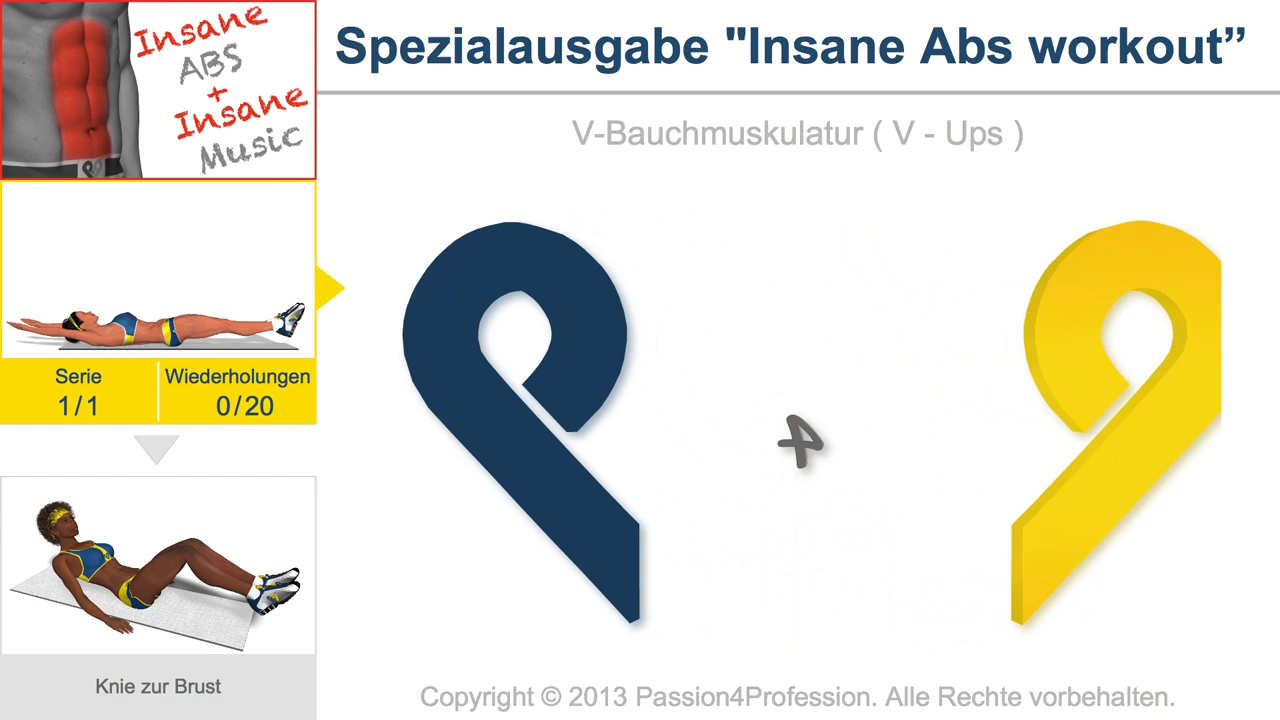 Insane
ABS
+
Insane
Music
Spezialausgabe "Insane Abs workout”
V-Bauchmuskulatur ( V - Ups )
Serie
1/1
Wiederholungen
0/20
4
Knie zur Brust
Copyright © 2013 Passion4Profession. Alle Rechte vorbehalten.